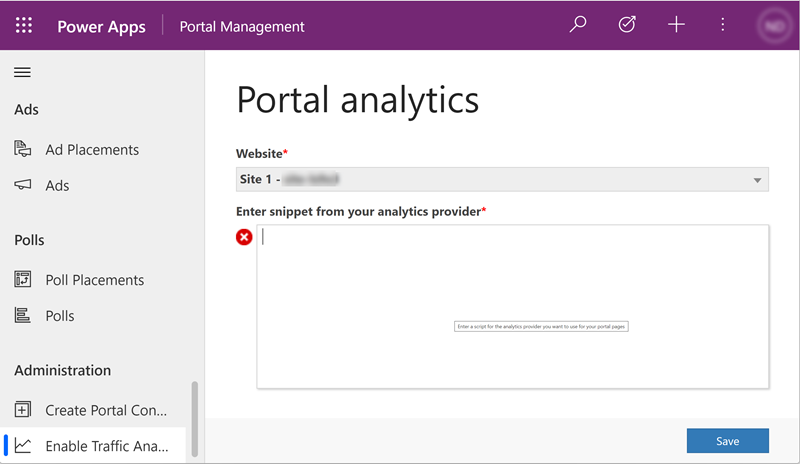 Power Apps
Portal Management
Ads
Ad Placements
Ads
Polls
Poll Placements
Polls
Administration
Create Portal Con...
Enable Traffic Ana...
Portal analytics
Website*
Site 1 -
Enter snippet from your analytics provider*
Enter a script for the analytics provider you want to use for your portal pages
Save